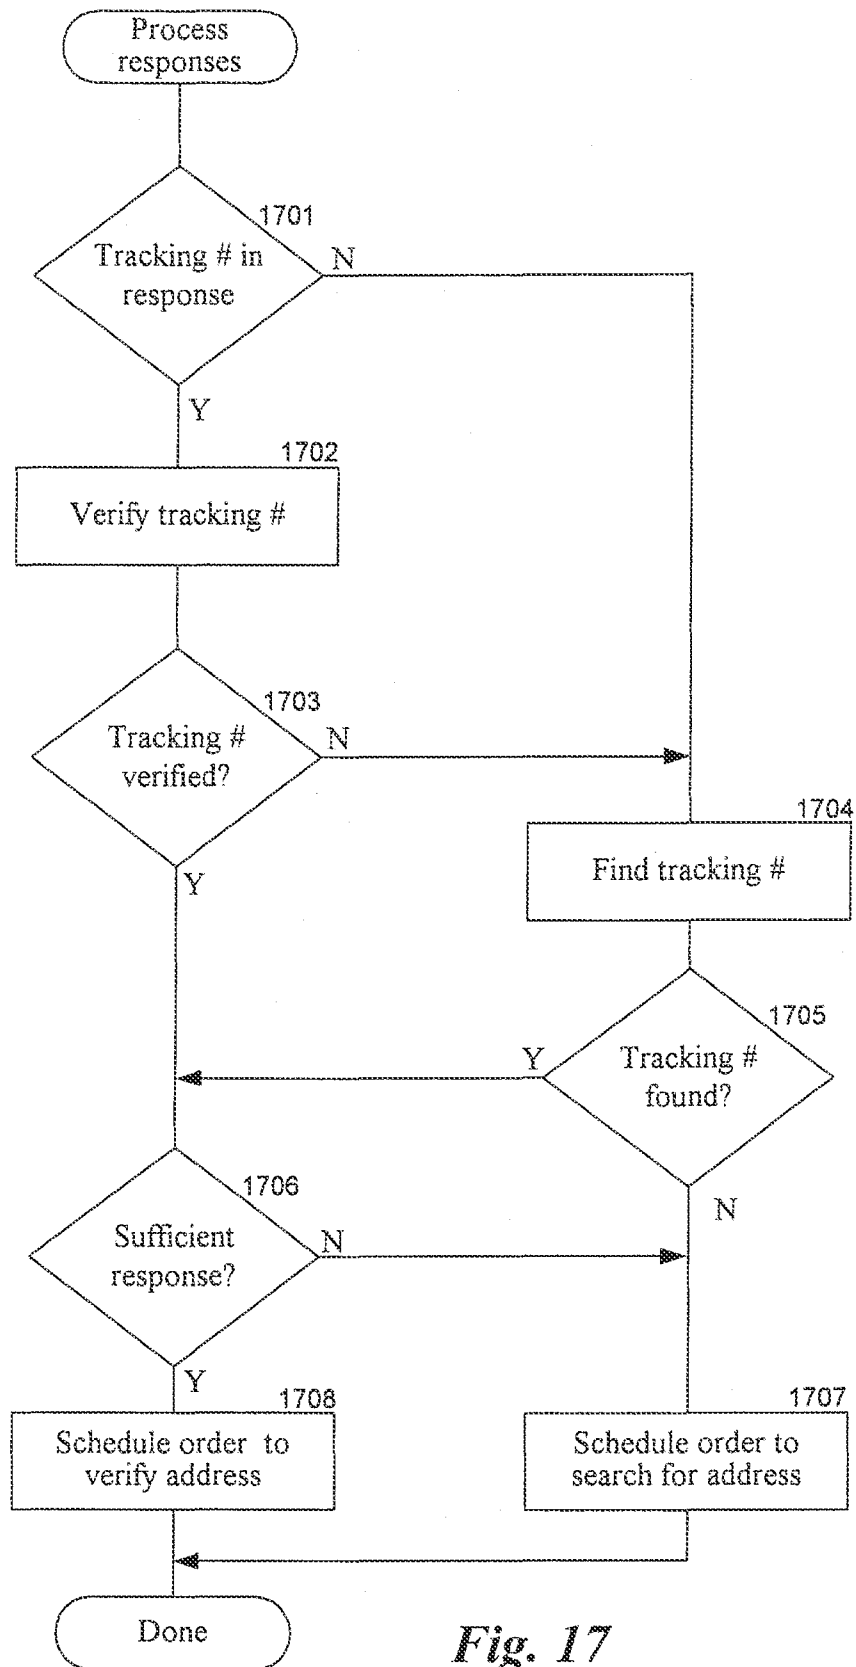 Process
responses
1701
Tracking # in
response
N
Y
1702
Verify tracking #
1703
Tracking #
verified?
N
Y
1704
Find tracking #
1705
Tracking #
found?
Y
N
1706
Sufficient
response?
N
Y
1708
Schedule order to
verify address
1707
Schedule order to
search for address
Done
Fig. 17